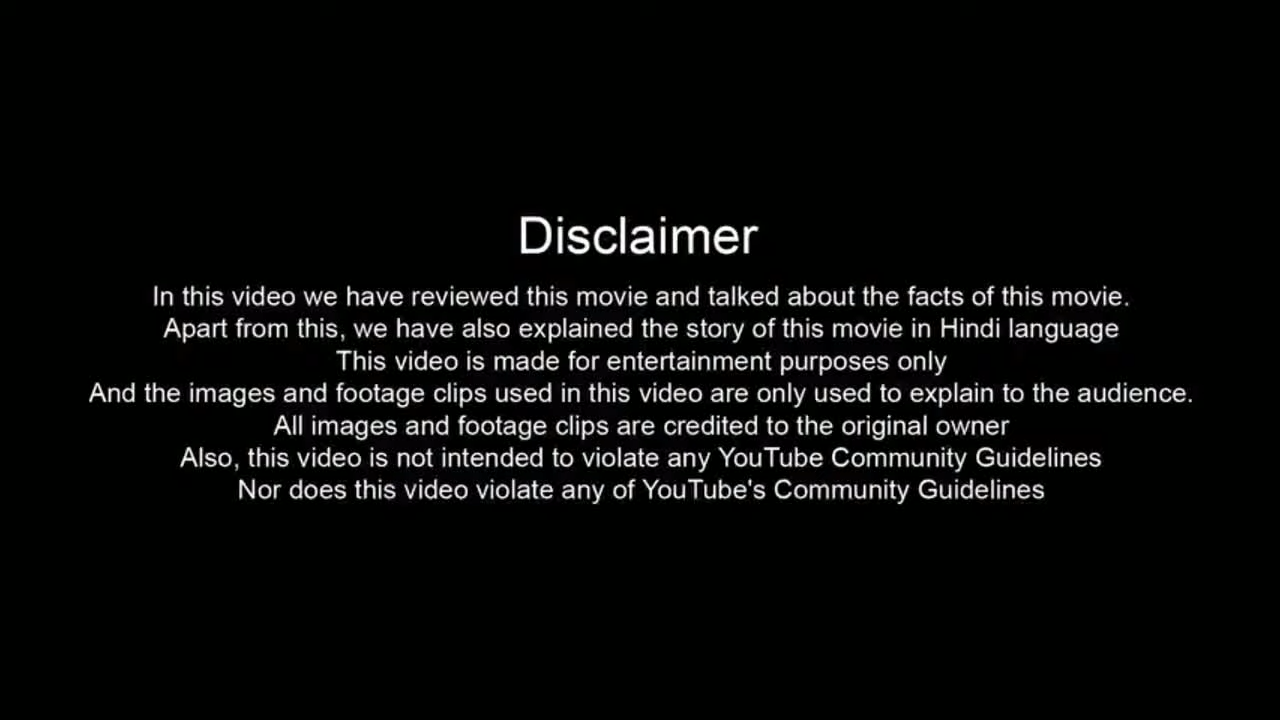 Disclaimer
In this video we have reviewed this movie and talked about the facts of this movie.
Apart from this, we have also explained the story of this movie in Hindi language
This video is made for entertainment purposes only
And the images and footage clips used in this video are only used to explain to the audience.
All images and footage clips are credited to the original owner
Also, this video is not intended to violate any YouTube Community Guidelines
Nor does this video violate any of YouTube's Community Guidelines